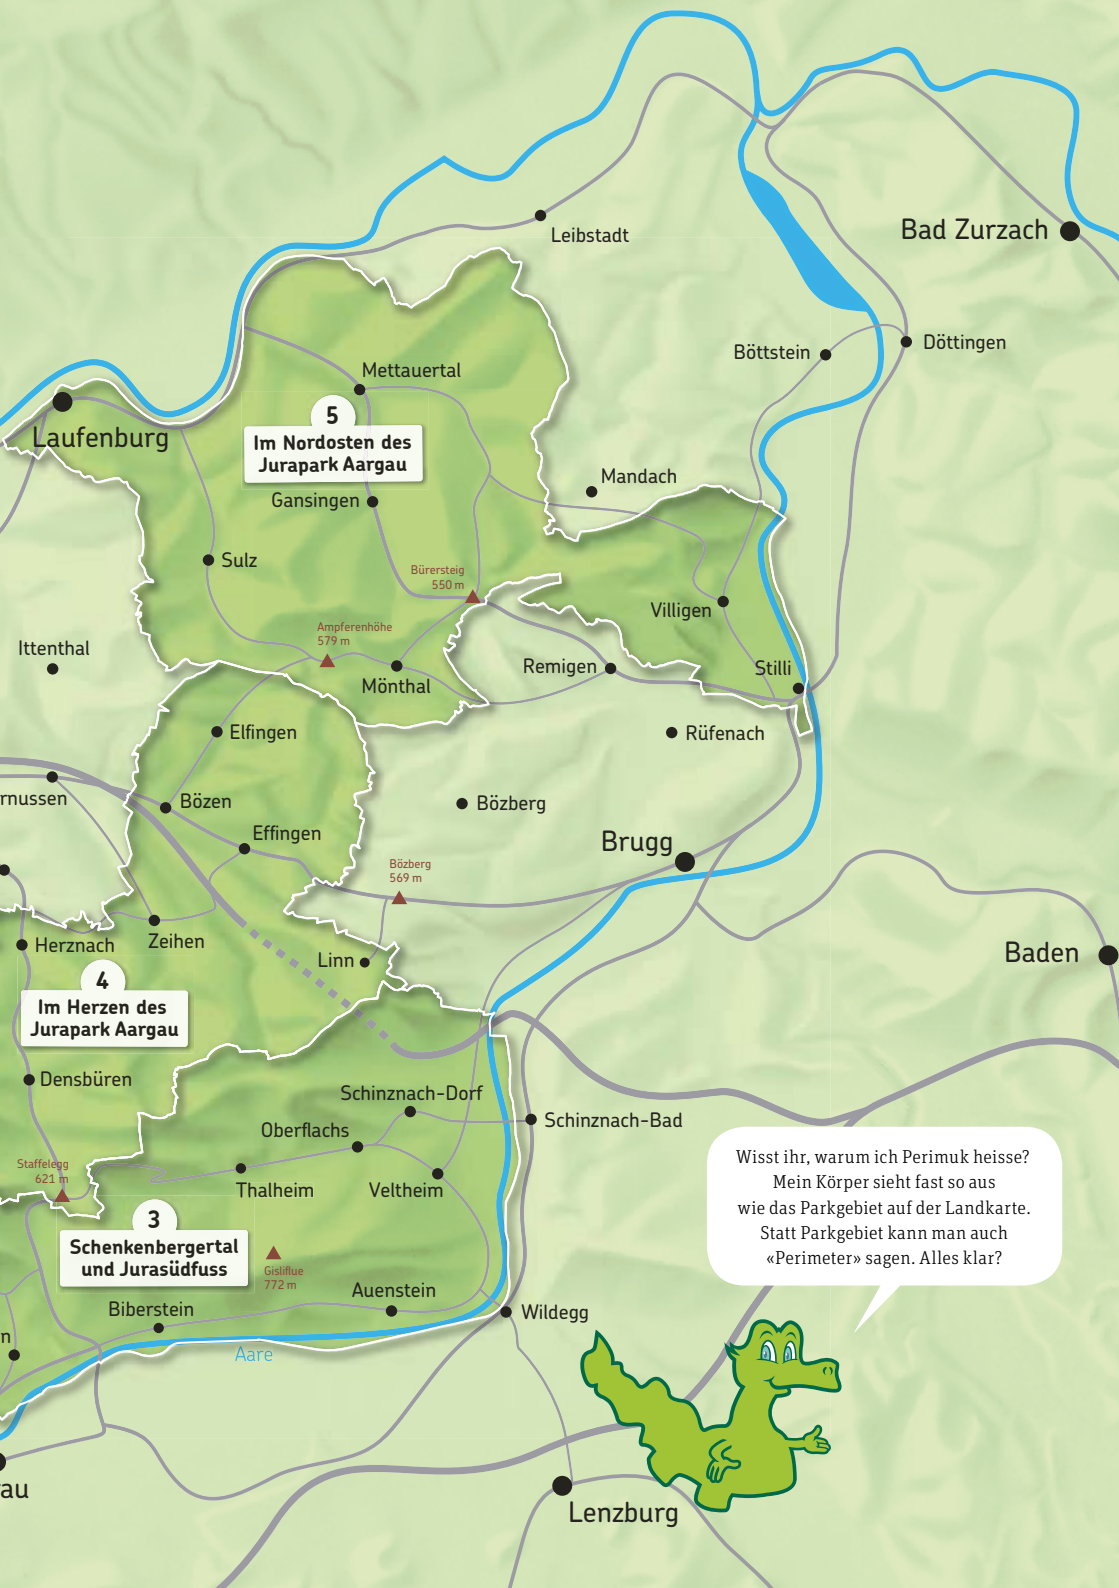 Leibstadt
Bad Zurzach
Böttstein
Döttingen
Mettauertal
5
Im Nordosten des
Jurapark Aargau
Laufenburg
Mandach
Gansingen
Sulz
Bürersteig
550 m
Villigen
Ampferenhöhe
579 m
Ittenthal
Remigen
Stilli
Mönthal
Elfingen
Rüfenach
rnussen
Bözen
Bözberg
Effingen
Brugg
Bözberg
569 m
Herznach
Zeihen
Linn
Baden
4
Im Herzen des
Jurapark Aargau
Densbüren
Schinznach-Dorf
Oberflachs
Schinznach-Bad
Staffelegg
621 m
Thalheim
Veltheim
Wisst ihr, warum ich Perimuk heisse?
Mein Körper sieht fast so aus
wie das Parkgebiet auf der Landkarte.
Statt Parkgebiet kann man auch
«Perimeter» sagen. Alles klar?
3
Schenkenbergertal
und Jurasüdfuss
Gisliflue
772 m
Auenstein
Biberstein
Wildegg
n
Aare
au
Lenzburg